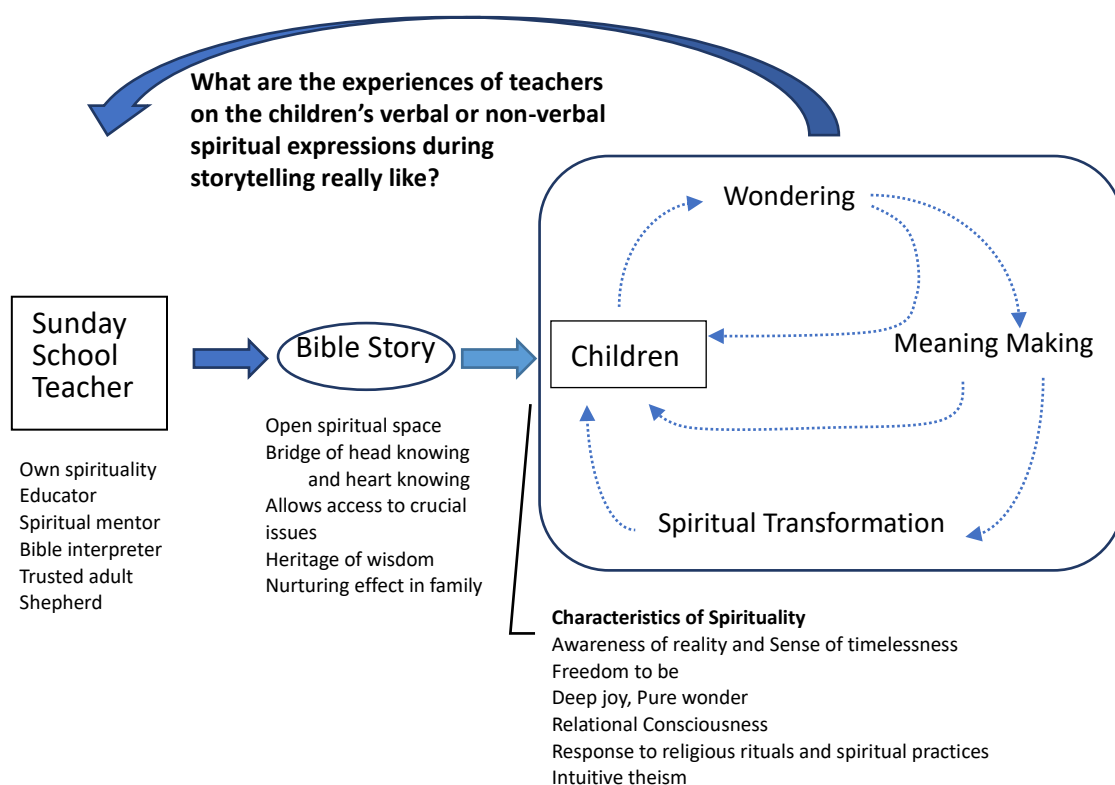 What are the experiences of teachers
on the children’s verbal or non-verbal
spiritual expressions during
storytelling really like?
Wondering
Sunday
School
Teacher
Bible Story
Children
Meaning Making
Spiritual Transformation
Own spirituality
Educator
Spiritual mentor
Bible interpreter
Trusted adult
Shepherd
Open spiritual space
Bridge of head knowing
and heart knowing
Allows access to crucial
issues
Heritage of wisdom
Nurturing effect in family
Characteristics of Spirituality
Awareness of reality and Sense of timelessness
Freedom to be
Deep joy, Pure wonder
Relational Consciousness
Response to religious rituals and spiritual practices
Intuitive theism